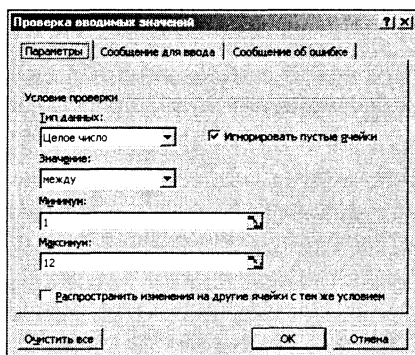 Проверка вводимых значений
Параметры Сообщение для ввода Сообщение об ошибке
Условие проверки
Тип данных:
Целое число Игнорировать пустые ячейки
Значение:
между
Минимум:
1
Максимум:
12
Распространить изменения на другие ячейки с тем же условием
Очистить все ОК Отмена